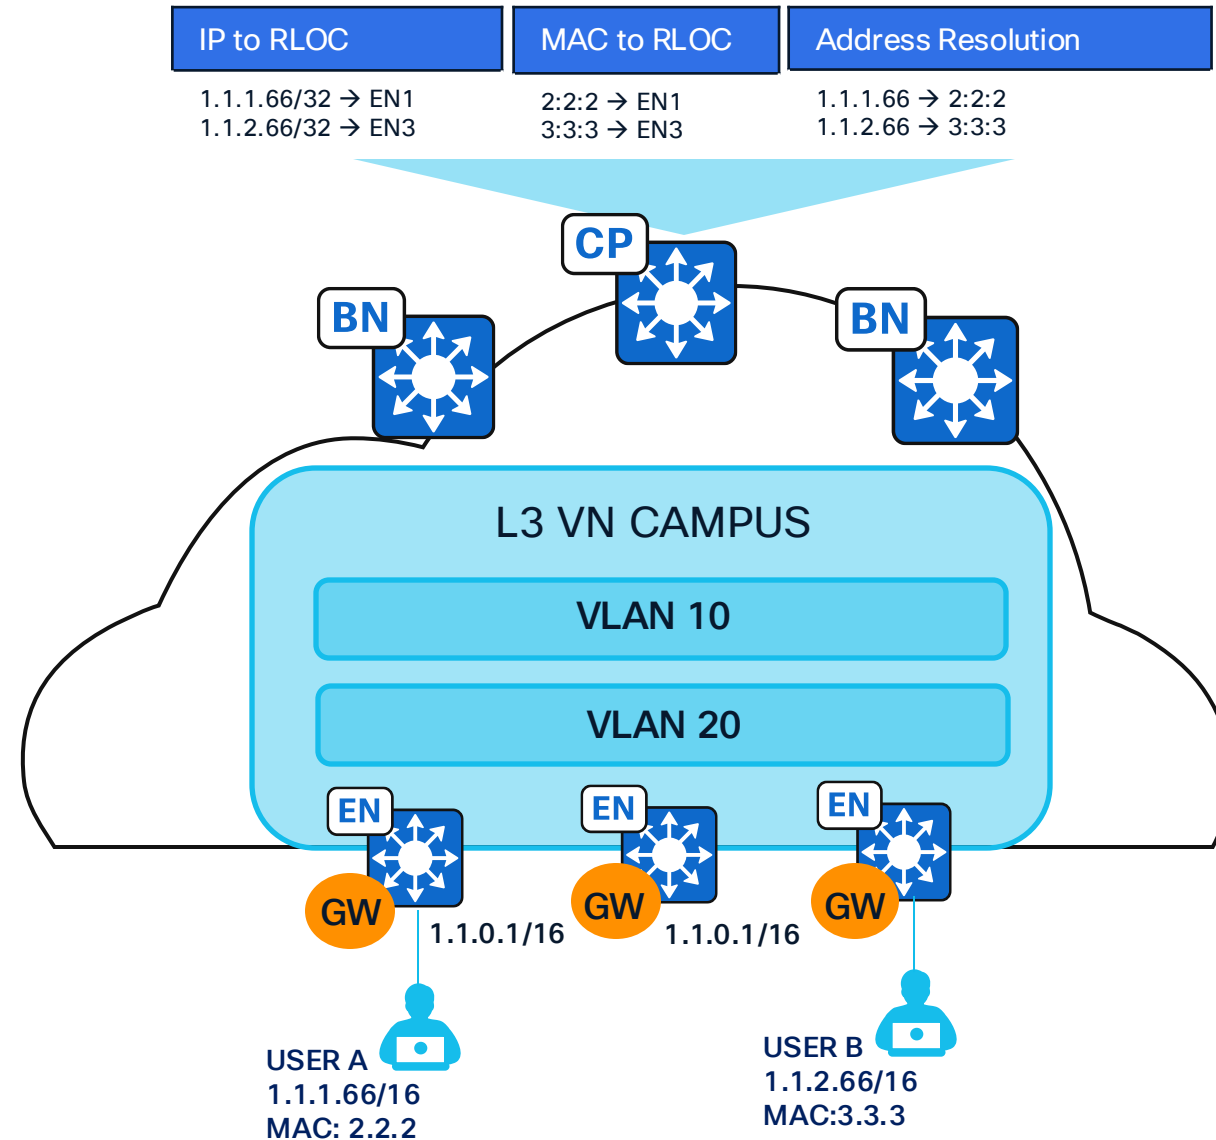 IP to RLOC
MAC to RLOC
Address Resolution
1.1.1.66/32 → EN1
1.1.2.66/32 → EN3
2:2:2 → EN1
3:3:3 → EN3
1.1.1.66 → 2:2:2
1.1.2.66 → 3:3:3
CP
BN
BN
L3 VN CAMPUS
VLAN 10
VLAN 20
EN
EN
EN
GW
GW
GW
1.1.0.1/16
1.1.0.1/16
USER A
1.1.1.66/16
MAC: 2.2.2
USER B
1.1.2.66/16
MAC:3.3.3